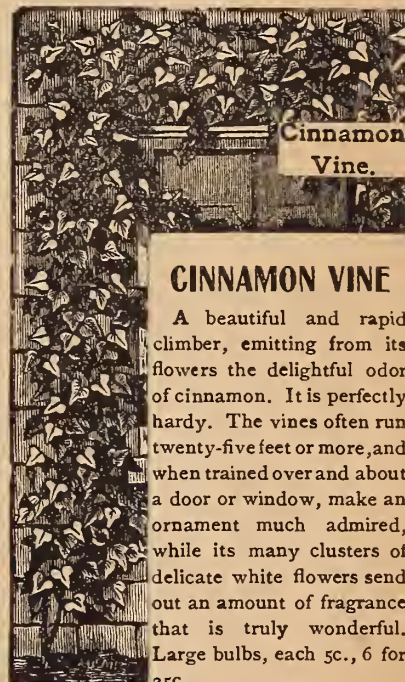 Cinnamon
Vine.
CINNAMON VINE
A beautiful and rapid
climber, emitting from its
flowers the delightful odor
of cinnamon. It is perfectly
hardy. The vines often run
twenty-five feet or more, and
when trained over and about
a door or window, make an
ornament much admired,
while its many clusters of
delicate white flowers send
out an amount of fragrance
that is truly wonderful.
Large bulbs, each 5c., 6 for